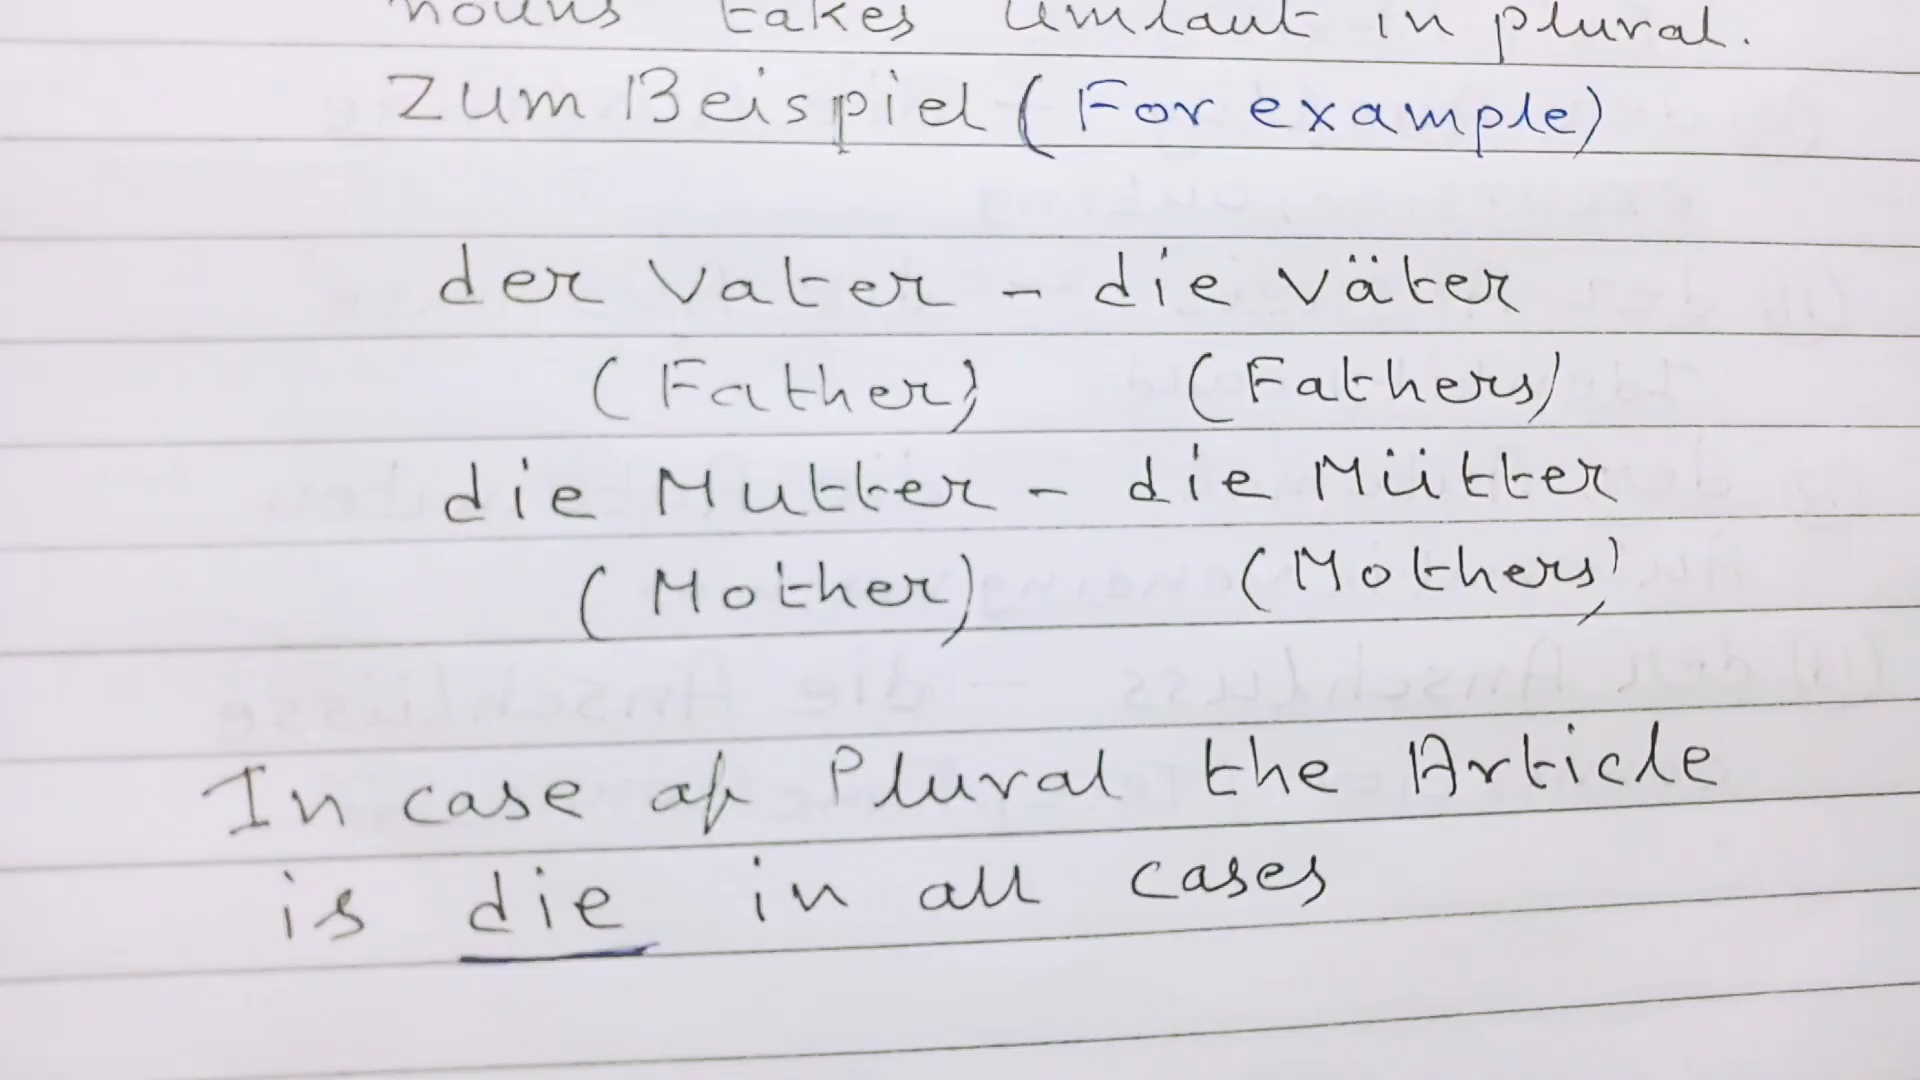 nouns takes umlaut in plural.
Zum Beispiel (For example)
der Vater - die Väter
(Father) (Fathers)
die Mutter - die Mütter
(Mother) (Mothers)
In case of Plural the Article
is die in all cases